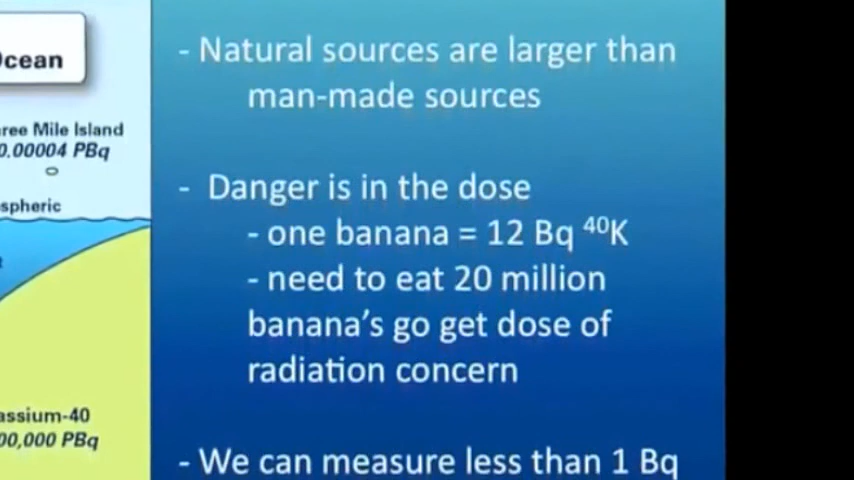 Ocean
ree Mile Island
0.00004 PBq
spheric
assium-40
00,000 PBq
- Natural sources are larger than
man-made sources
- Danger is in the dose
- one banana = 12 Bq ⁴⁰K
- need to eat 20 million
banana's go get dose of
radiation concern
- We can measure less than 1 Bq